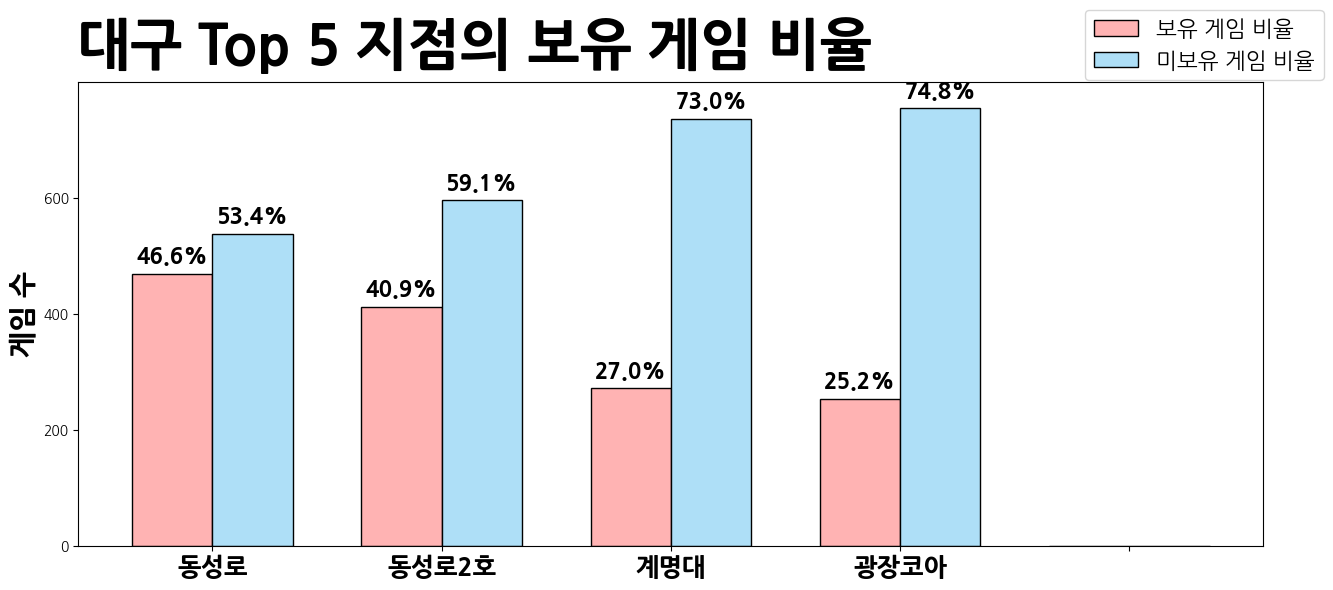 대구 Top 5 지점의 보유 게임 비율
보유 게임 비율
미보유 게임 비율
게임 수
600
400
200
0
46.6%
53.4%
40.9%
59.1%
27.0%
73.0%
25.2%
74.8%
동성로
동성로2호
계명대
광장코아